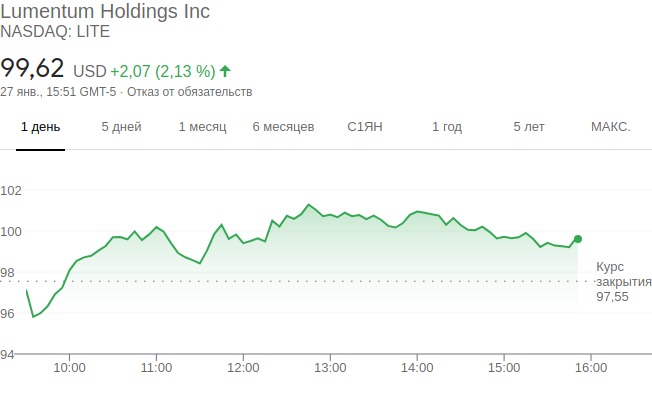 Lumentum Holdings Inc
NASDAQ: LITE
99,62 USD +2,07 (2,13 %)
27 янв., 15:51 GMT-5 · Отказ от обязательств
1 день 5 дней 1 месяц 6 месяцев С1ЯН 1 год 5 лет МАКС.
102
100
98
Курс
закрытия
97,55
96
94
10:00 11:00 12:00 13:00 14:00 15:00 16:00